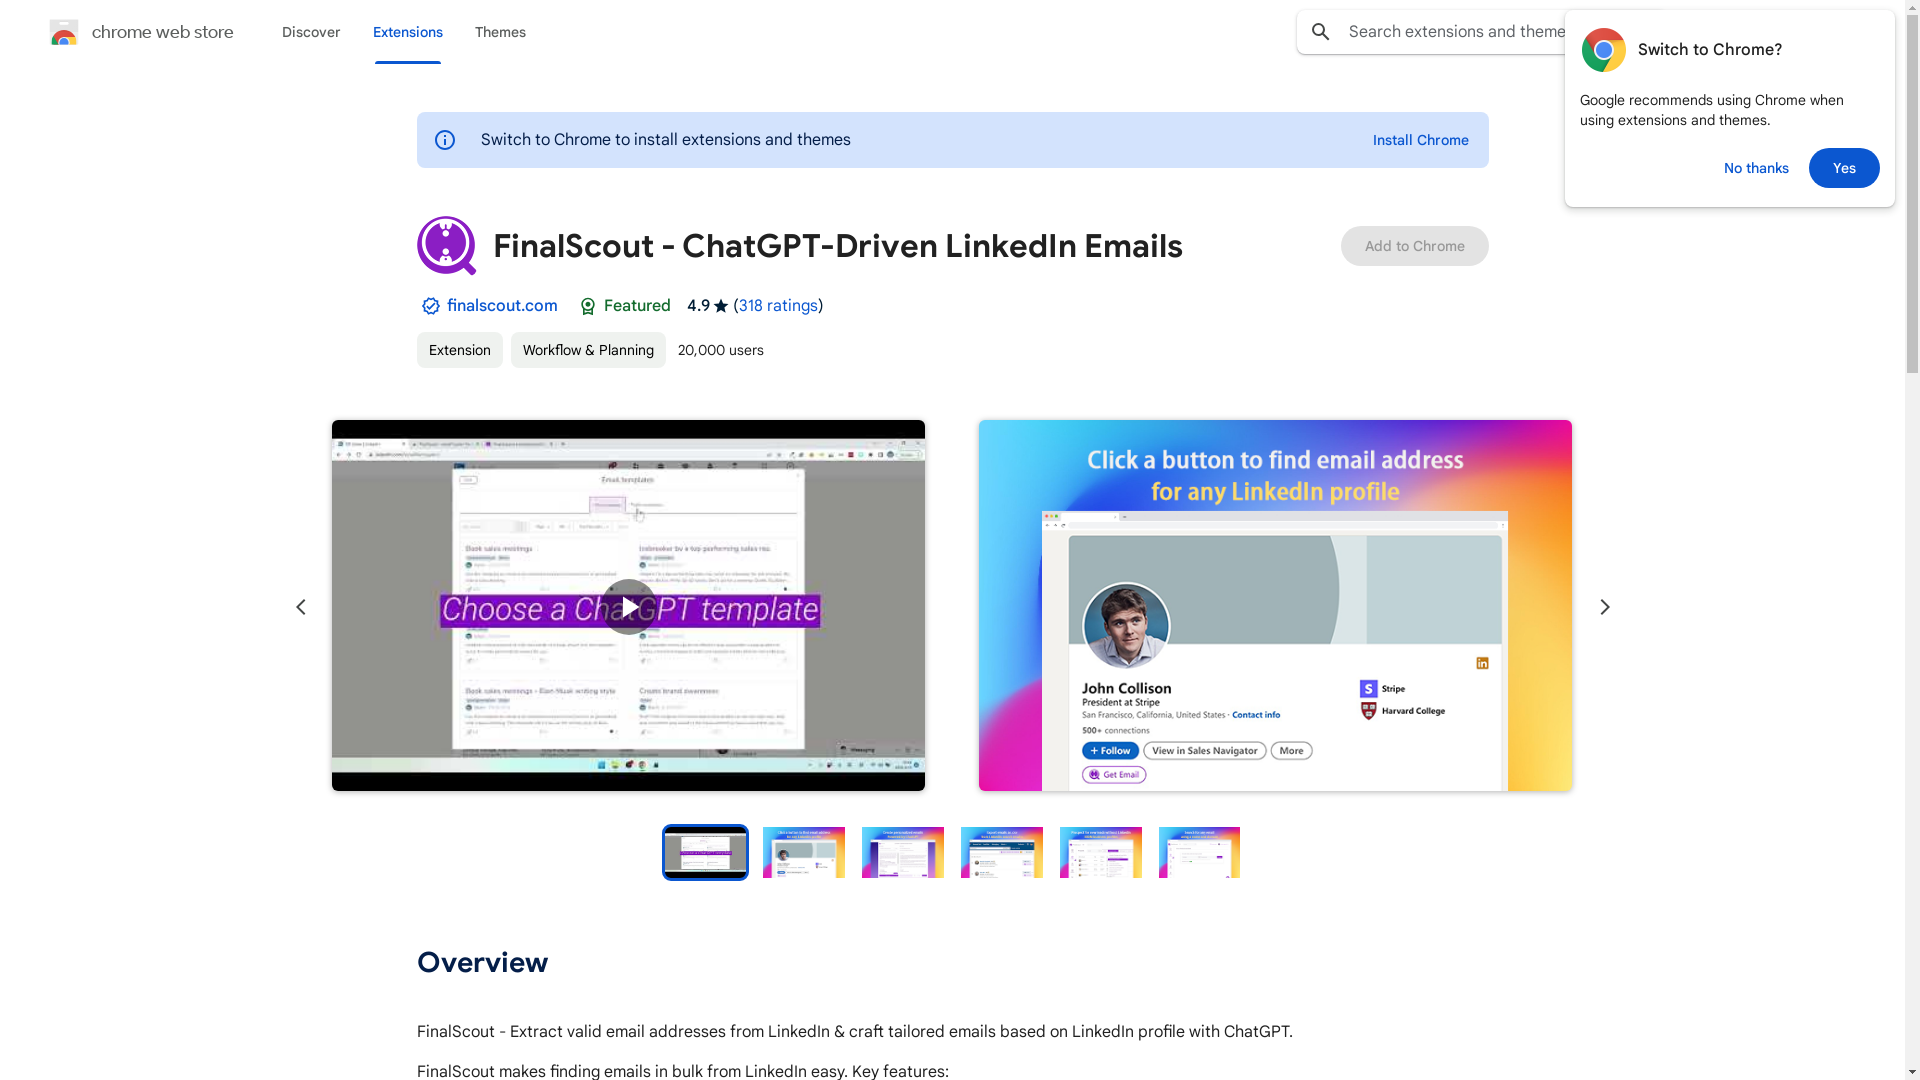 chrome web store
Discover
Extensions
Themes
Search extensions and theme
Switch to Chrome?
Google recommends using Chrome when
using extensions and themes.
No thanks
Yes
Switch to Chrome to install extensions and themes
Install Chrome
FinalScout - ChatGPT-Driven LinkedIn Emails
Add to Chrome
finalscout.com
Featured
4.9 ★ (318 ratings)
Extension
Workflow & Planning
20,000 users
Email templates
Book sales meetings
Icebreaker by a top performing sales rep
Choose a ChatGPT template
Book sales meetings - Elon Musk writing style
Create brand awareness
Click a button to find email address
for any LinkedIn profile
John Collison
President at Stripe
San Francisco, California, United States · Contact info
500+ connections
S Stripe
Harvard College
+ Follow
View in Sales Navigator
More
Get Email
Overview
FinalScout - Extract valid email addresses from LinkedIn & craft tailored emails based on LinkedIn profile with ChatGPT.
FinalScout makes finding emails in bulk from LinkedIn easy. Key features: